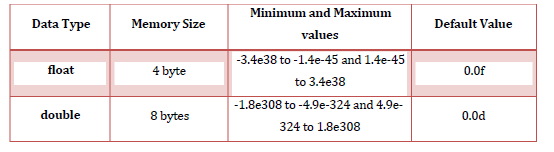 Data Type Memory Size Minimum and Maximum values Default Value
float 4 byte -3.4e38 to -1.4e-45 and 1.4e-45 to 3.4e38 0.0f
double 8 bytes -1.8e308 to -4.9e-324 and 4.9e-324 to 1.8e308 0.0d